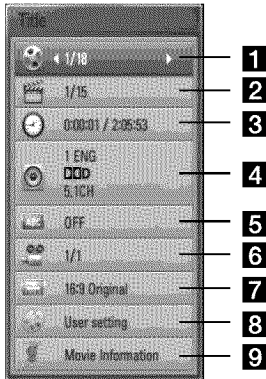 Title
1/18 1
1/15 2
0:00:01 / 2:05:53 3
1 ENG
DD D
5.1CH 4
OFF 5
1/1 6
16:9 Original 7
User setting 8
Movie Information 9